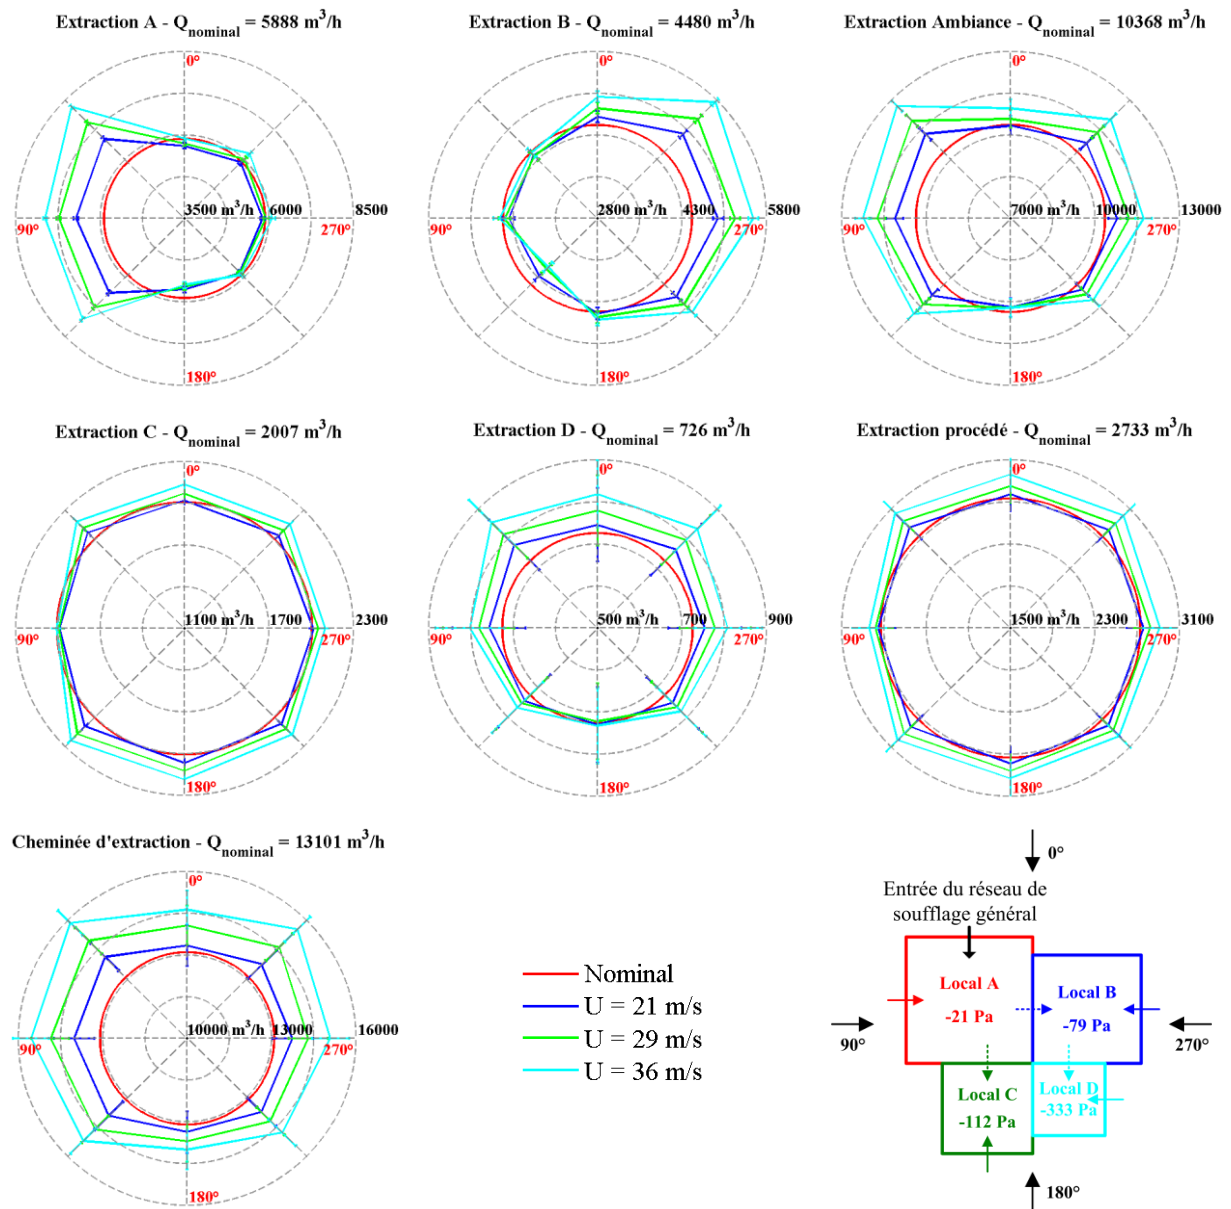 Extraction A - Qnominal = 5888 m³/h
0°
3500 m³/h 6000 8500
90° 270°
180°
Extraction B - Qnominal = 4480 m³/h
0°
2800 m³/h 4300 5800
90° 270°
180°
Extraction Ambiance - Qnominal = 10368 m³/h
0°
7000 m³/h 10000 13000
90° 270°
180°
Extraction C - Qnominal = 2007 m³/h
0°
1100 m³/h 1700 2300
90° 270°
180°
Extraction D - Qnominal = 726 m³/h
0°
500 m³/h 700 900
90° 270°
180°
Extraction procédé - Qnominal = 2733 m³/h
0°
1500 m³/h 2300 3100
90° 270°
180°
Cheminée d'extraction - Qnominal = 13101 m³/h
0°
10000 m³/h 13000 16000
90° 270°
180°
Nominal
U = 21 m/s
U = 29 m/s
U = 36 m/s
0°
Entrée du réseau de
soufflage général
Local A
-21 Pa
Local B
-79 Pa
90° 270°
Local C
-112 Pa
Local D
-333 Pa
180°